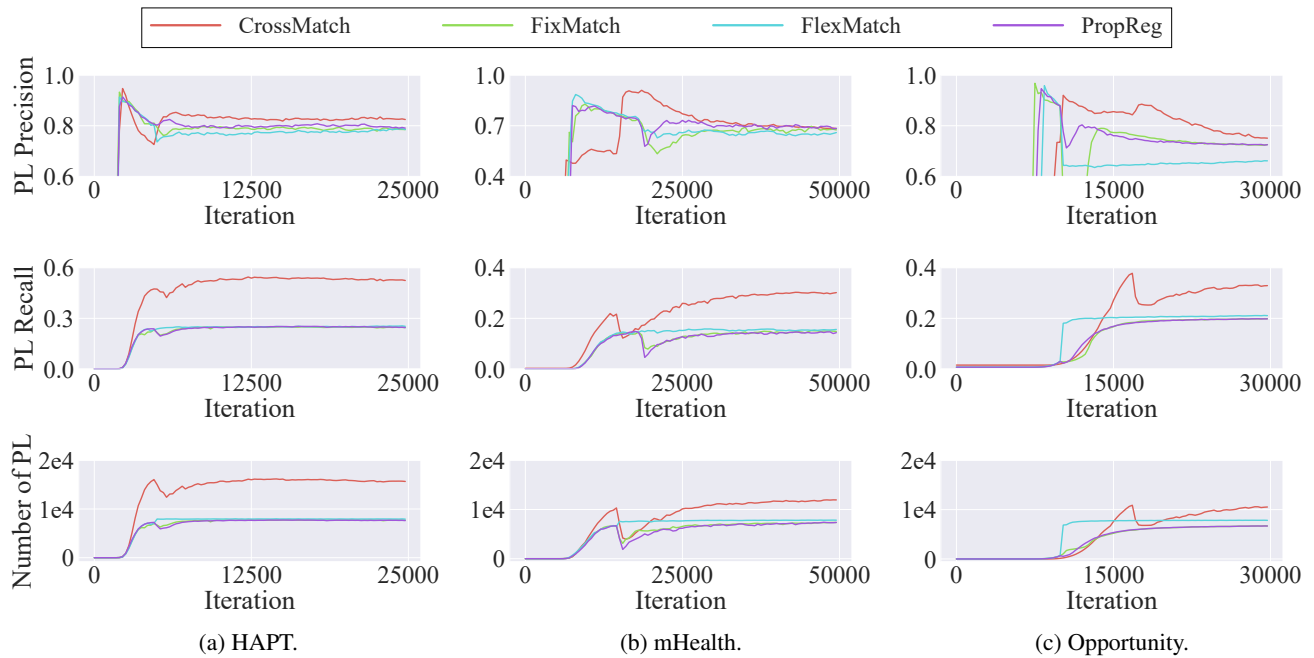 CrossMatch FixMatch FlexMatch PropReg
PL Precision
1.0 0.8 0.6
0 12500 25000
Iteration
1.0 0.7 0.4
0 25000 50000
Iteration
1.0 0.8 0.6
0 15000 30000
Iteration
PL Recall
0.6 0.3 0.0
0 12500 25000
Iteration
0.4 0.2 0.0
0 25000 50000
Iteration
0.4 0.2 0.0
0 15000 30000
Iteration
Number of PL
2e4 1e4 0
0 12500 25000
Iteration
2e4 1e4 0
0 25000 50000
Iteration
2e4 1e4 0
0 15000 30000
Iteration
(a) HAPT. (b) mHealth. (c) Opportunity.